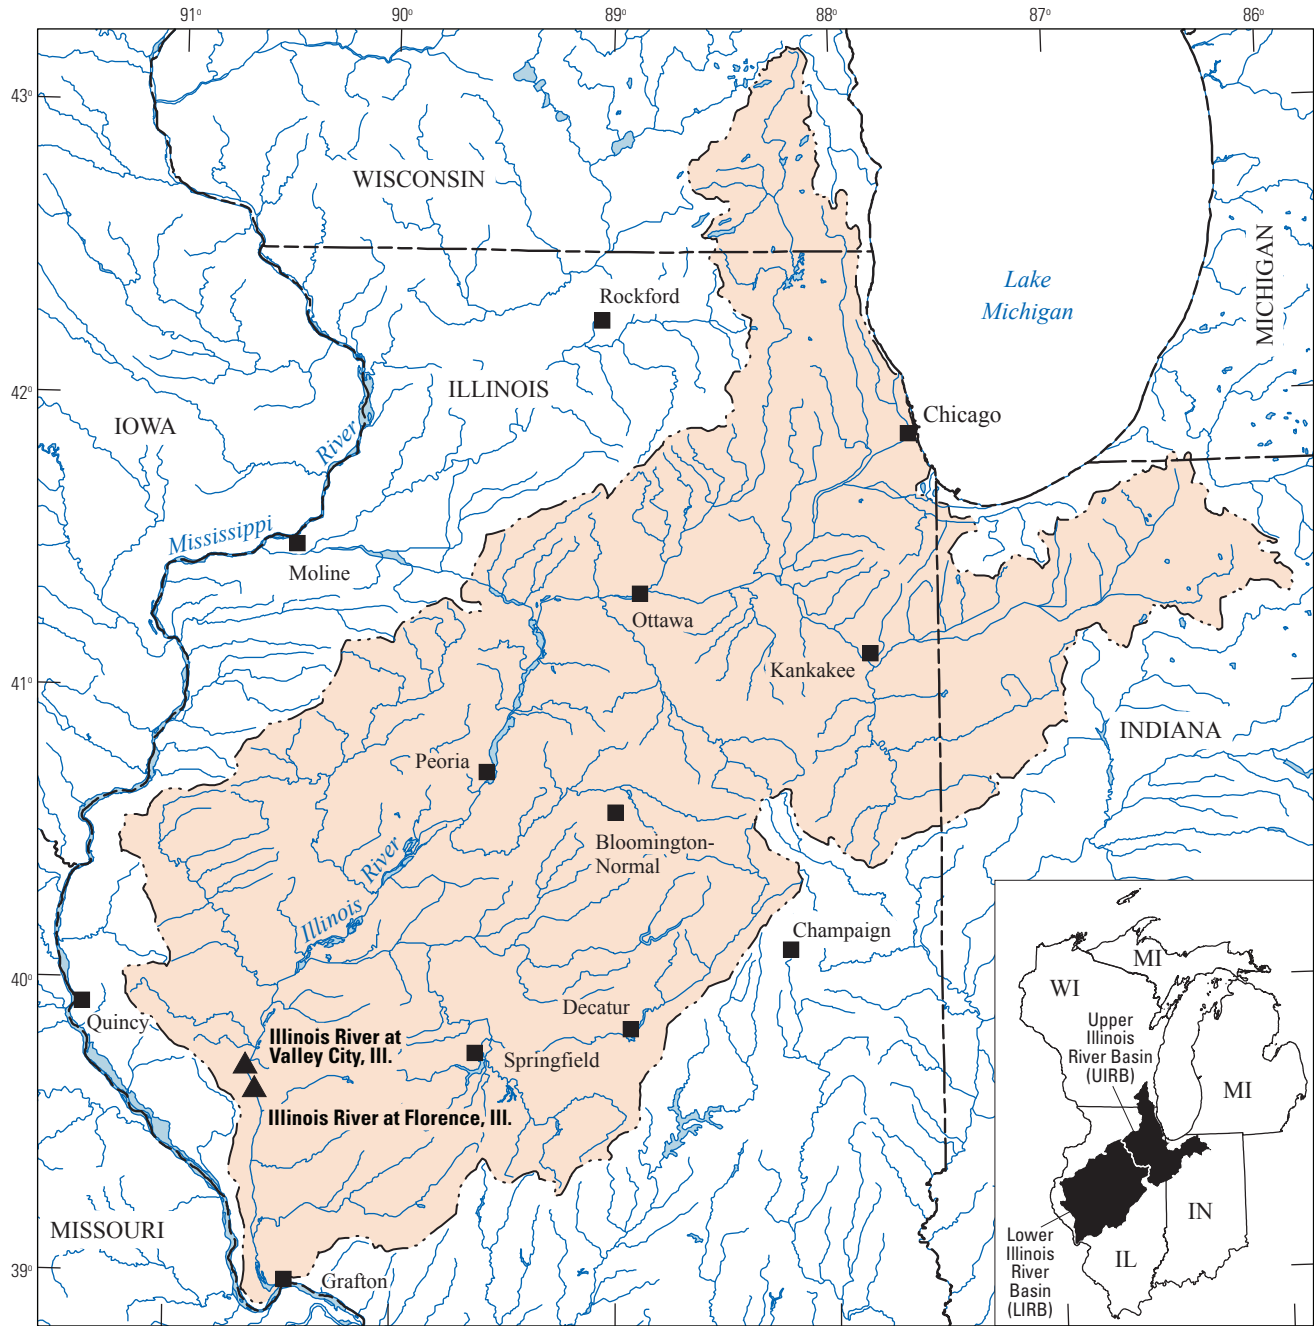 91°
90°
89°
88°
87°
86°
43°
42°
41°
40°
39°
WISCONSIN
Rockford
Lake
Michigan
MICHIGAN
ILLINOIS
IOWA
River
Mississippi
Chicago
Moline
Ottawa
Kankakee
INDIANA
Peoria
Bloomington-
Normal
River
Illinois
Champaign
Quincy
Decatur
Illinois River at
Valley City, Ill.
Springfield
Illinois River at Florence, Ill.
MISSOURI
Grafton
MI
WI
Upper
Illinois
River Basin
(UIRB)
MI
IN
Lower
Illinois
River
Basin
(LIRB)
IL